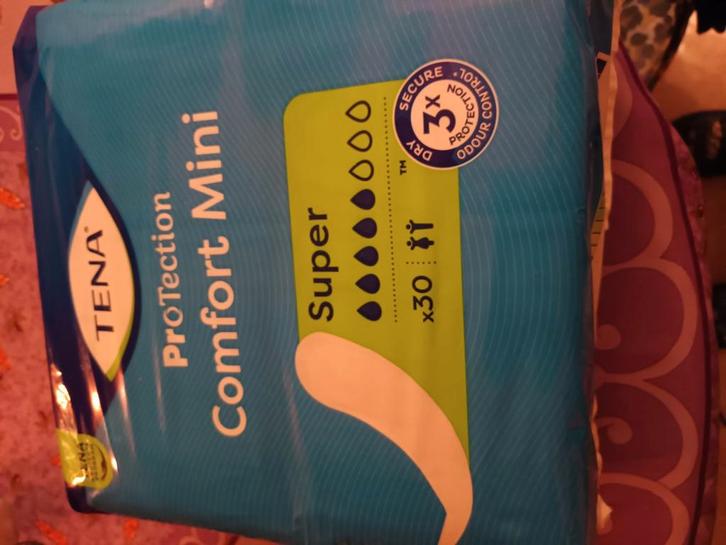 TENA®
ProTection
Comfort Mini
Super
x30
™
DRY SECURE
3x
PROTECTION
ODOUR CONTROL